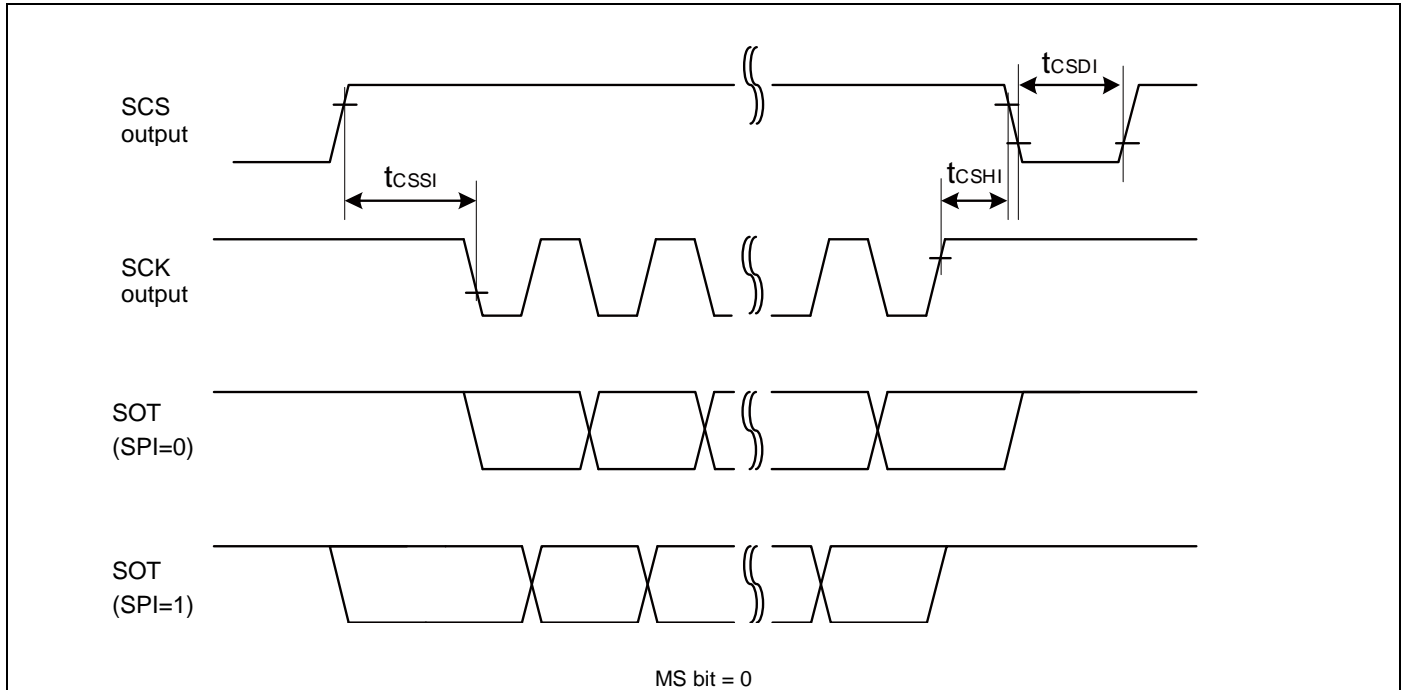 tCSDI
SCS
output
tCSSI
tCSHI
SCK
output
SOT
(SPI=0)
SOT
(SPI=1)
MS bit = 0